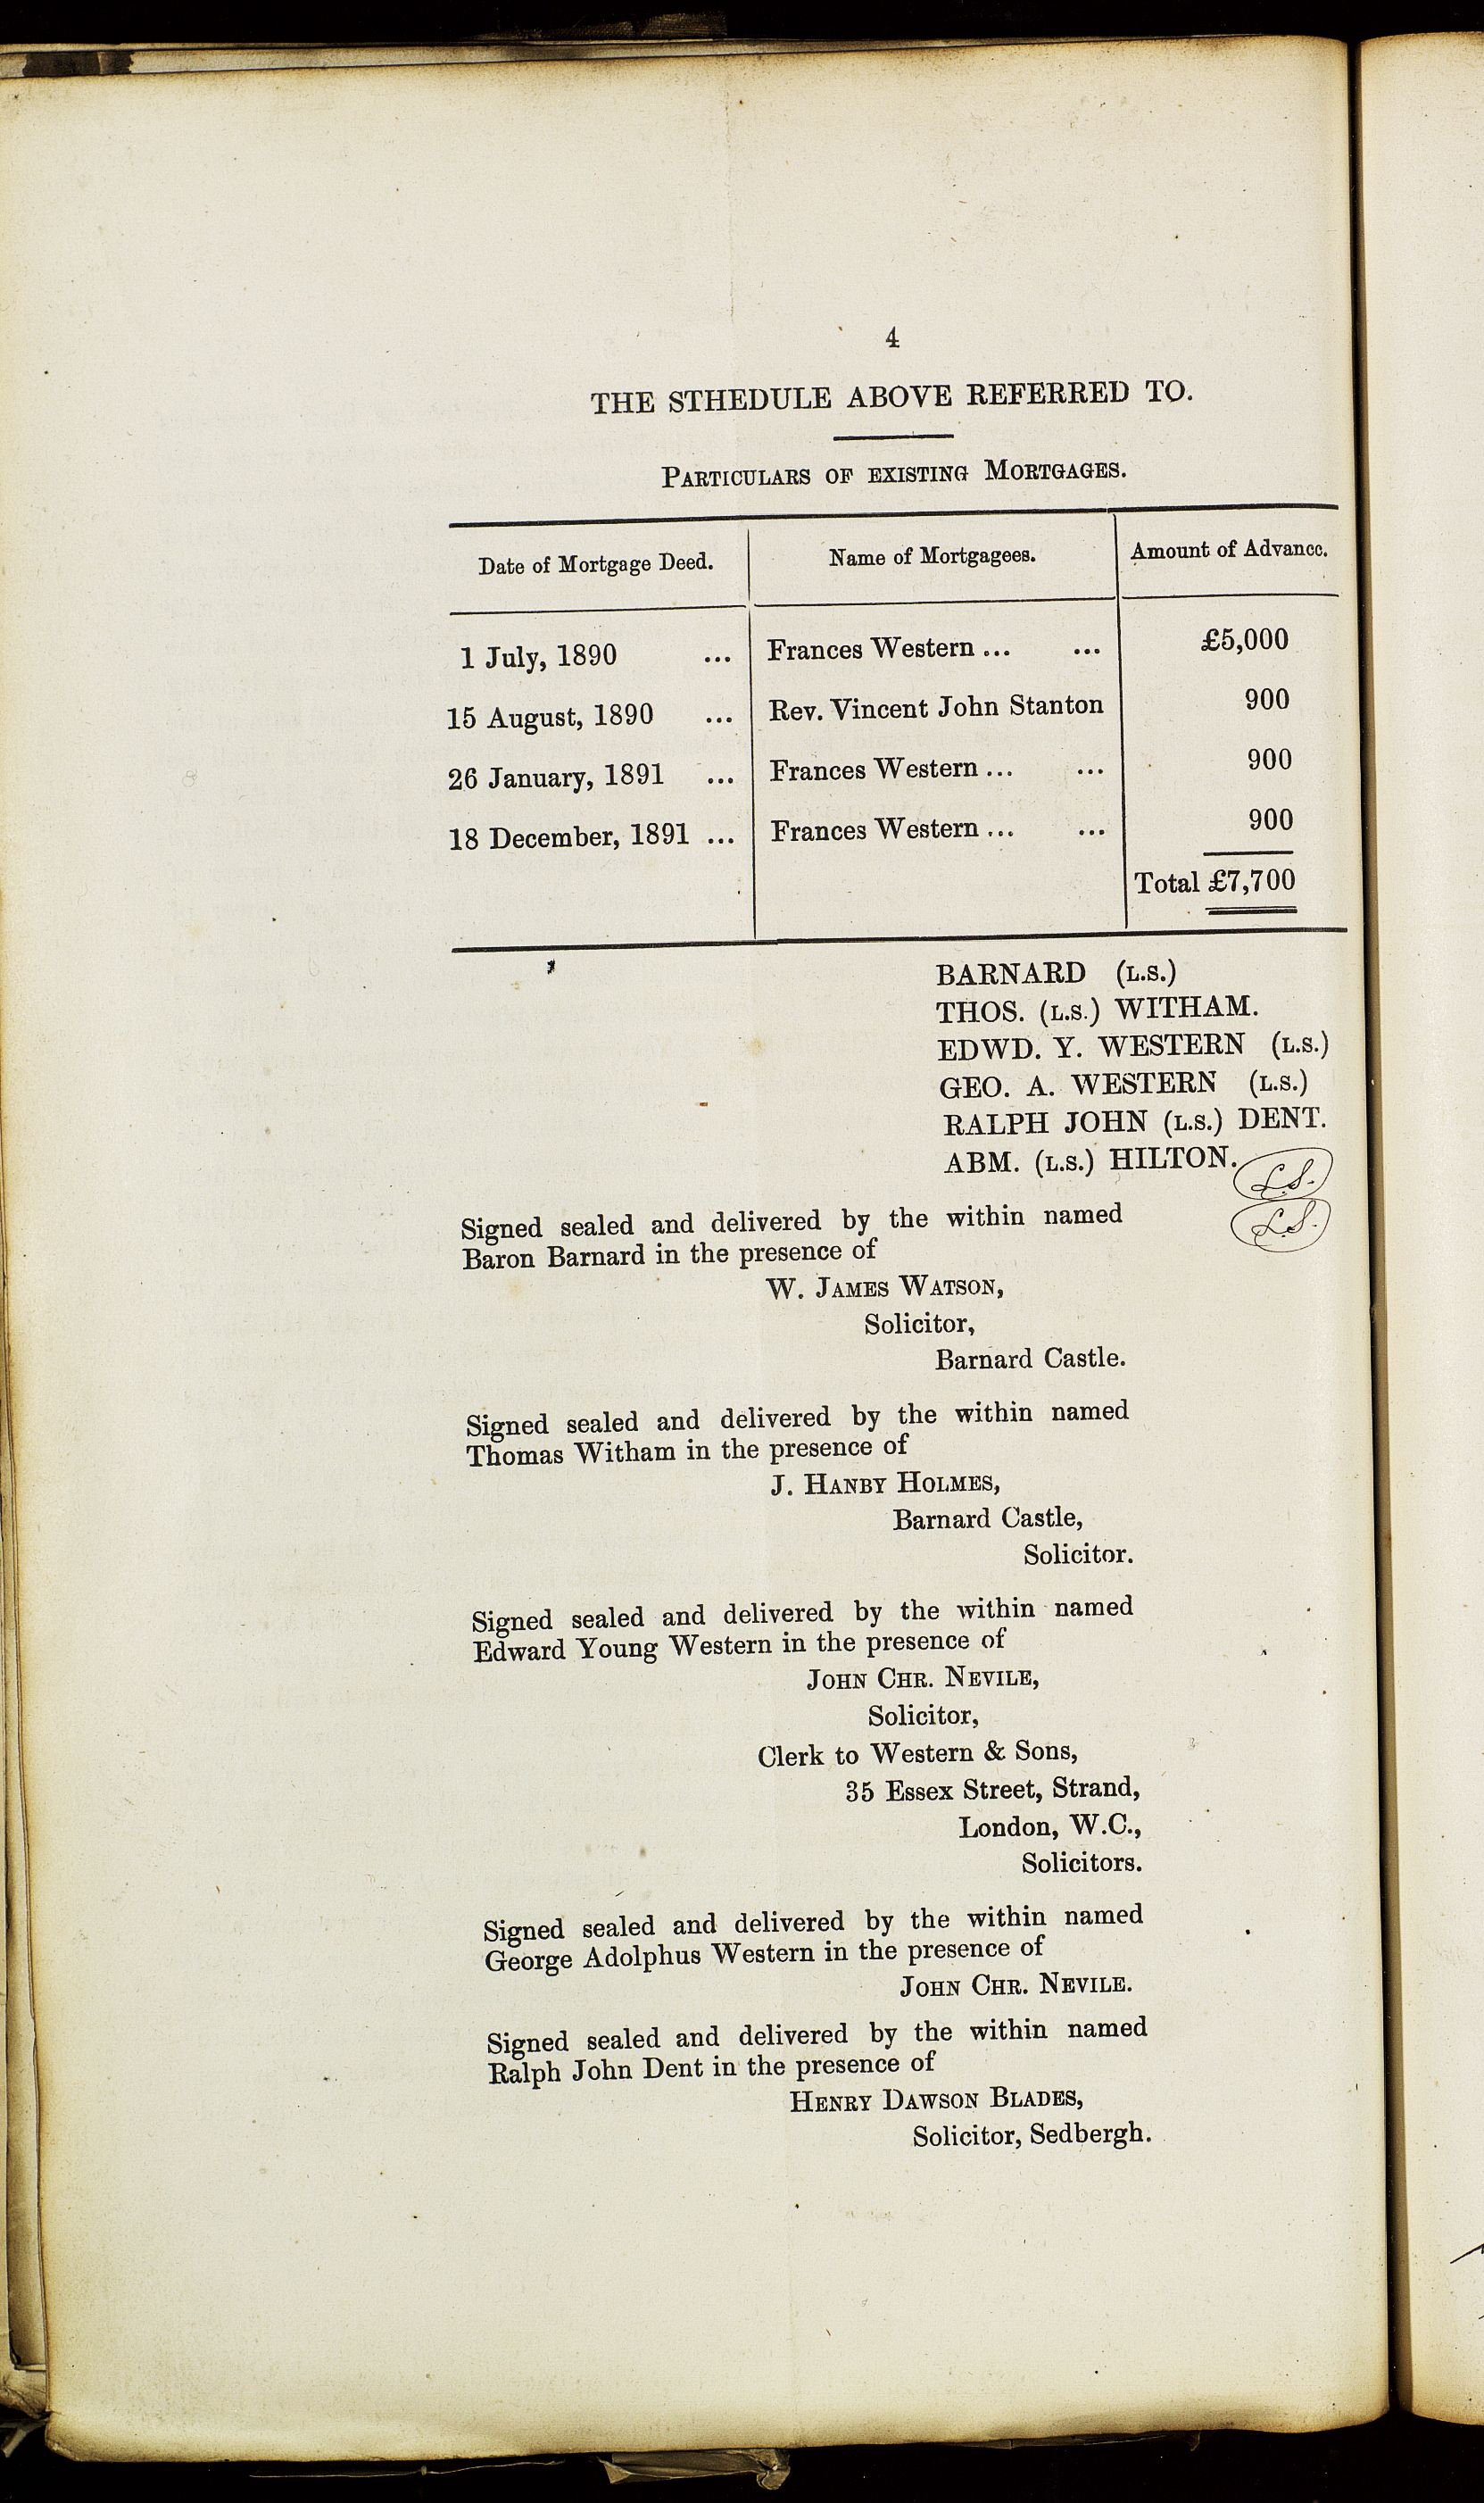 4
THE STHEDULE ABOVE REFERRED TO.
PARTICULARS OF EXISTING MORTGAGES.
Date of Mortgage Deed. Name of Mortgagees. Amount of Advance.
1 July, 1890 ... Frances Western ... ... £5,000
15 August, 1890 ... Rev. Vincent John Stanton 900
26 January, 1891 ... Frances Western ... ... 900
18 December, 1891 ... Frances Western ... ... 900
Total £7,700
BARNARD (L.S.)
THOS. (L.S.) WITHAM.
EDWD. Y. WESTERN (L.S.)
GEO. A. WESTERN (L.S.)
RALPH JOHN (L.S.) DENT.
ABM. (L.S.) HILTON.
L.S.
L.S.
Signed sealed and delivered by the within named
Baron Barnard in the presence of
W. JAMES WATSON,
Solicitor,
Barnard Castle.
Signed sealed and delivered by the within named
Thomas Witham in the presence of
J. HANBY HOLMES,
Barnard Castle,
Solicitor.
Signed sealed and delivered by the within named
Edward Young Western in the presence of
JOHN CHR. NEVILE,
Solicitor,
Clerk to Western & Sons,
35 Essex Street, Strand,
London, W.C.,
Solicitors.
Signed sealed and delivered by the within named
George Adolphus Western in the presence of
JOHN CHR. NEVILE.
Signed sealed and delivered by the within named
Ralph John Dent in the presence of
HENRY DAWSON BLADES,
Solicitor, Sedbergh.